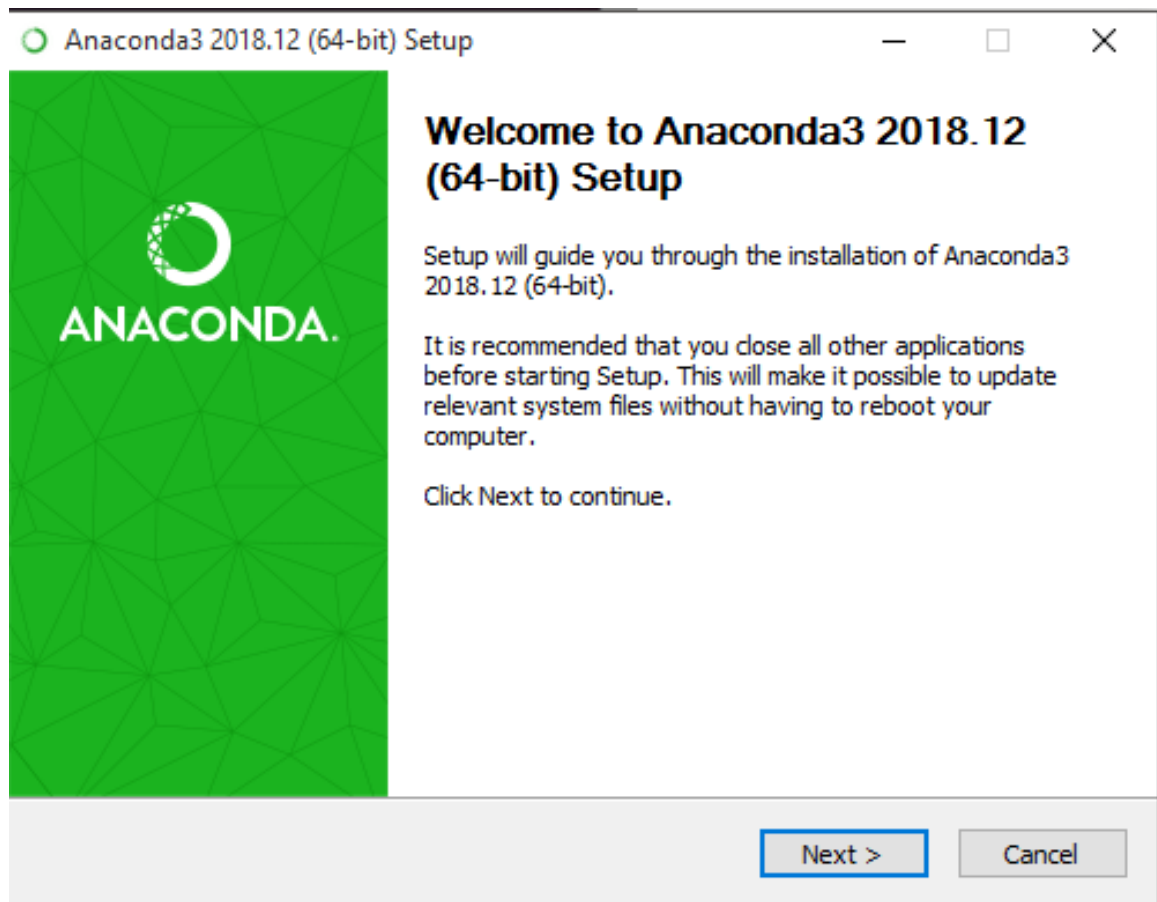 Anaconda3 2018.12 (64-bit) Setup
ANACONDA.
Welcome to Anaconda3 2018.12
(64-bit) Setup
Setup will guide you through the installation of Anaconda3
2018.12 (64-bit).
It is recommended that you close all other applications
before starting Setup. This will make it possible to update
relevant system files without having to reboot your
computer.
Click Next to continue.
Next >
Cancel